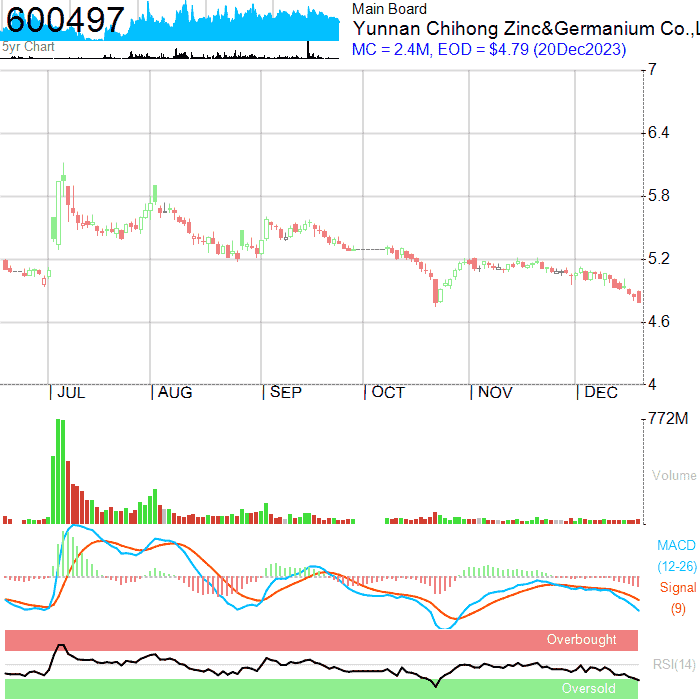 600497
5yr Chart
Main Board
Yunnan Chihong Zinc&Germanium Co.,L
MC = 2.4M, EOD = $4.79 (20Dec2023)
7
6.4
5.8
5.2
4.6
4
JUL AUG SEP OCT NOV DEC
772M
Volume
MACD
(12-26)
Signal
(9)
Overbought
RSI(14)
Oversold